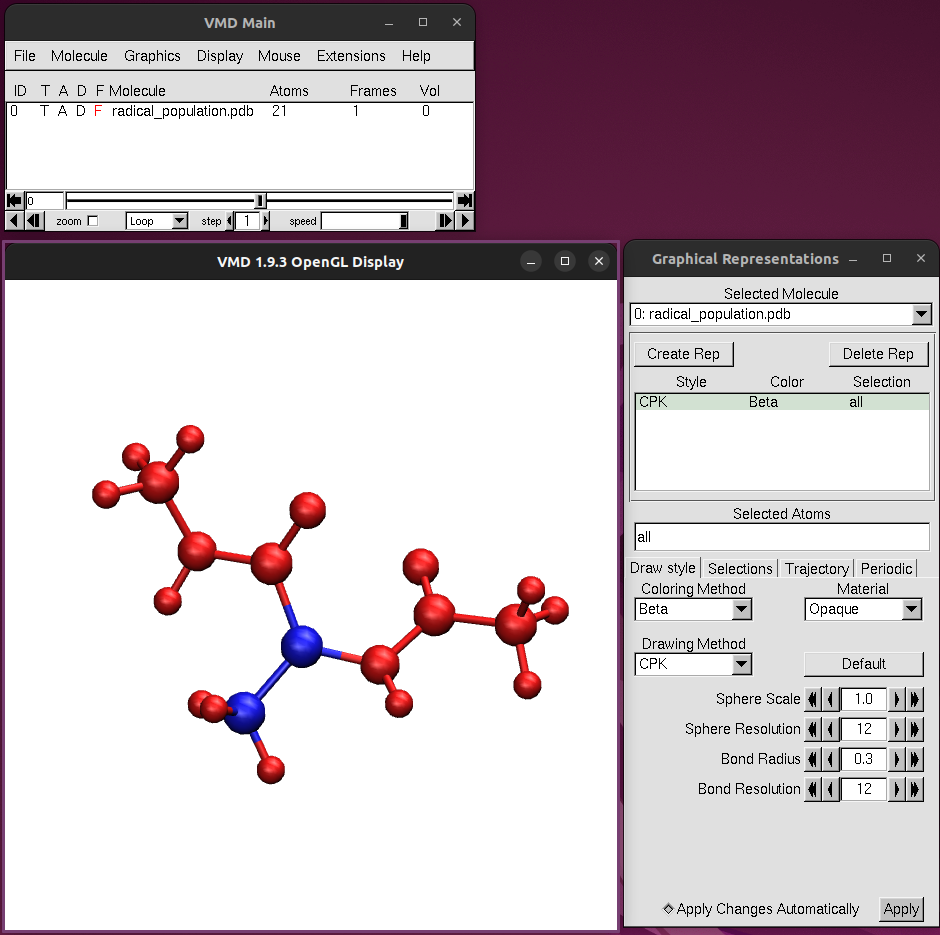 VMD Main
File Molecule Graphics Display Mouse Extensions Help
ID T A D F Molecule Atoms Frames Vol
0 T A D F radical_population.pdb 21 1 0
0
zoom Loop step 1 speed
VMD 1.9.3 OpenGL Display
Graphical Representations
Selected Molecule
0: radical_population.pdb
Create Rep Delete Rep
Style Color Selection
CPK Beta all
Selected Atoms
all
Draw style Selections Trajectory Periodic
Coloring Method Material
Beta Opaque
Drawing Method
CPK Default
Sphere Scale 1.0
Sphere Resolution 12
Bond Radius 0.3
Bond Resolution 12
Apply Changes Automatically Apply